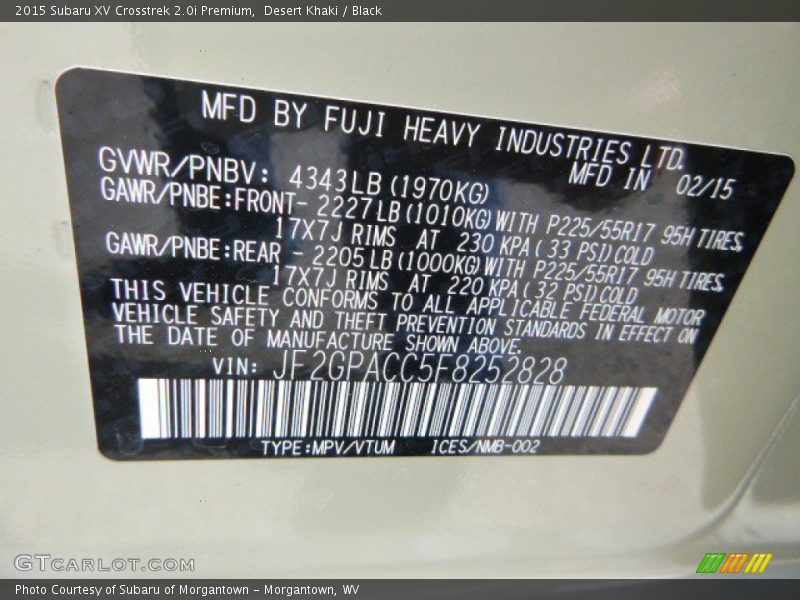 2015 Subaru XV Crosstrek 2.0i Premium,  Desert Khaki / Black
MFD BY FUJI HEAVY INDUSTRIES LTD.
MFD IN 02/15
GVWR/PNBV: 4343LB(1970KG)
GAWR/PNBE:FRONT- 2227LB(1010KG)WITH P225/55R17 95H TIRES,
17X7J RIMS AT 230 KPA(33 PSI)COLD
GAWR/PNBE:REAR - 2205LB(1000KG)WITH P225/55R17 95H TIRES,
17X7J RIMS AT 220 KPA(32 PSI)COLD
THIS VEHICLE CONFORMS TO ALL APPLICABLE FEDERAL MOTOR
VEHICLE SAFETY AND THEFT PREVENTION STANDARDS IN EFFECT ON
THE DATE OF MANUFACTURE SHOWN ABOVE.
VIN: JF2GPACC5F8252828
TYPE:MPV/VTUM ICES/NMB-002
GTCARLOT.COM
Photo Courtesy of Subaru of Morgantown - Morgantown, WV